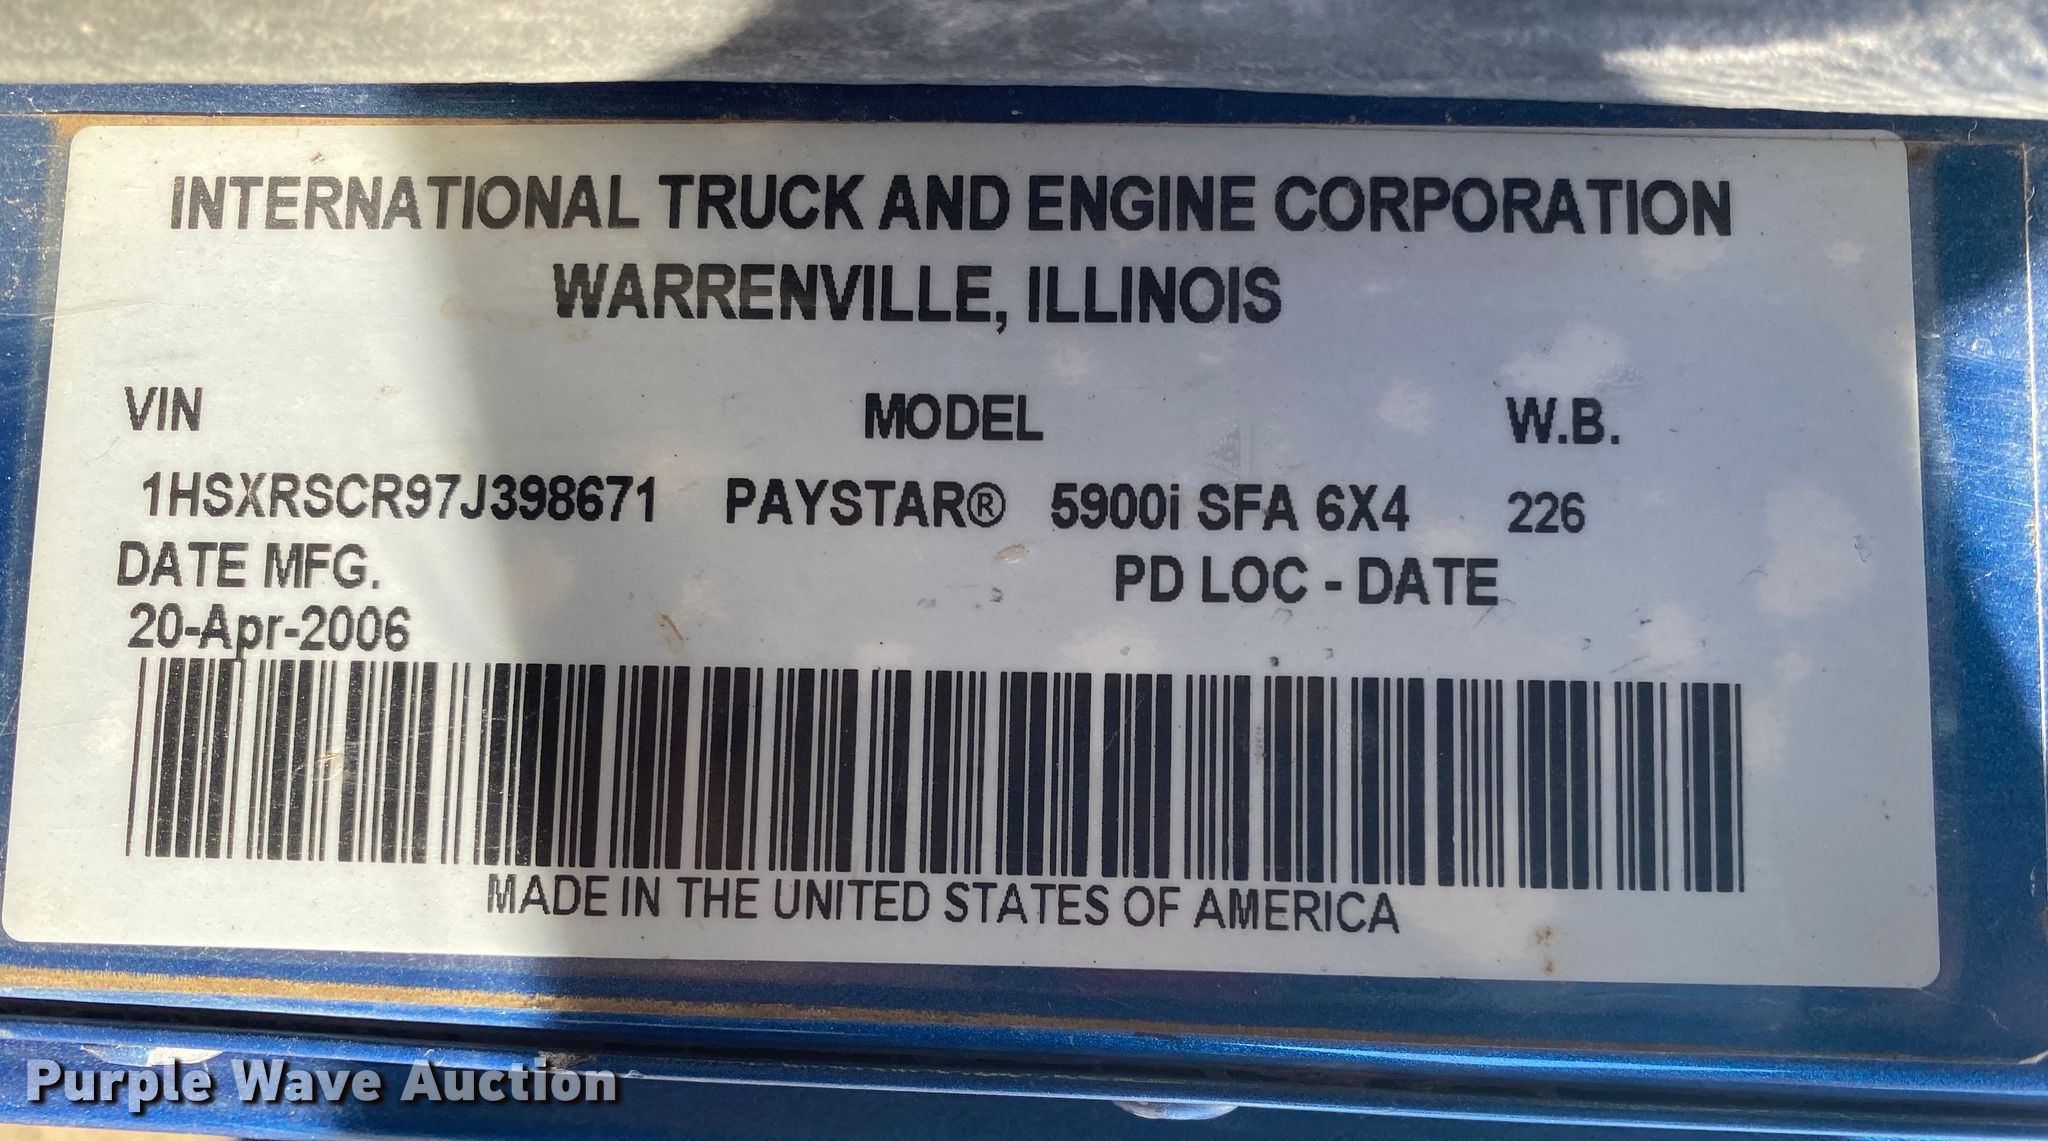 INTERNATIONAL TRUCK AND ENGINE CORPORATION
WARRENVILLE, ILLINOIS
VIN MODEL W.B.
1HSXRSCR97J398671 PAYSTAR® 5900i SFA 6X4 226
DATE MFG. PD LOC - DATE
20-Apr-2006
MADE IN THE UNITED STATES OF AMERICA
Purple Wave Auction